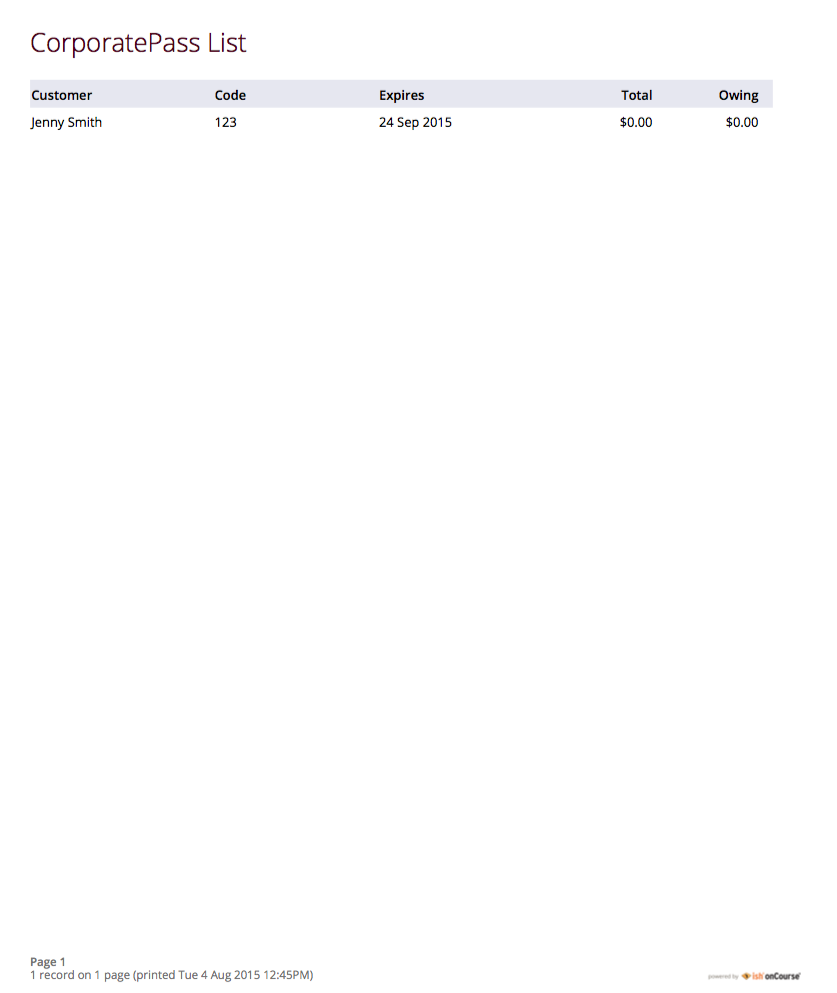 CorporatePass List
Customer Code Expires Total Owing
Jenny Smith 123 24 Sep 2015 $0.00 $0.00
Page 1
1 record on 1 page (printed Tue 4 Aug 2015 12:45PM)
powered by ish onCourse